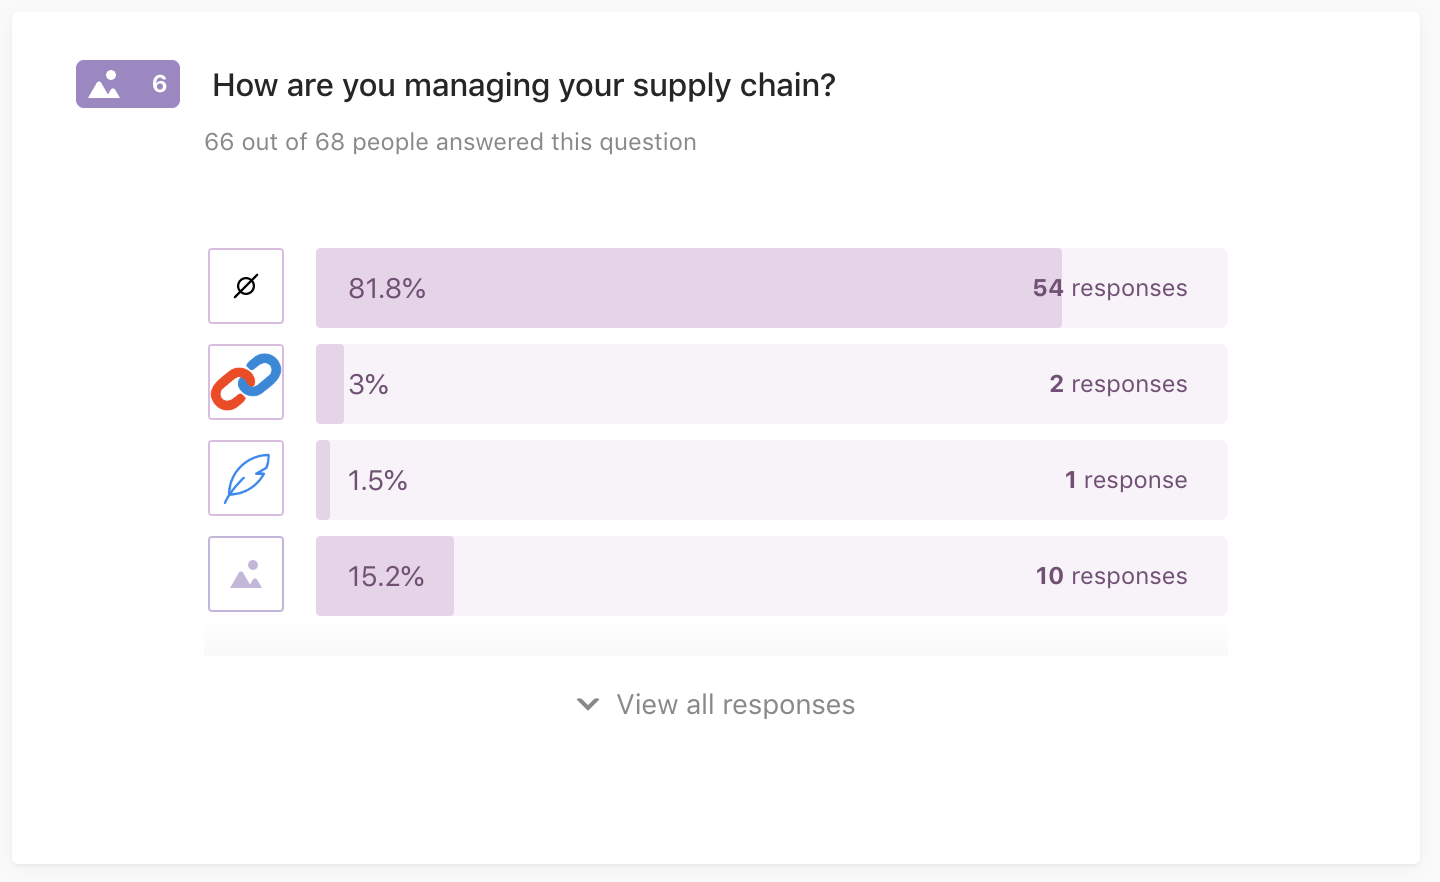 6 How are you managing your supply chain?
66 out of 68 people answered this question
81.8% 54 responses
3% 2 responses
1.5% 1 response
15.2% 10 responses
View all responses